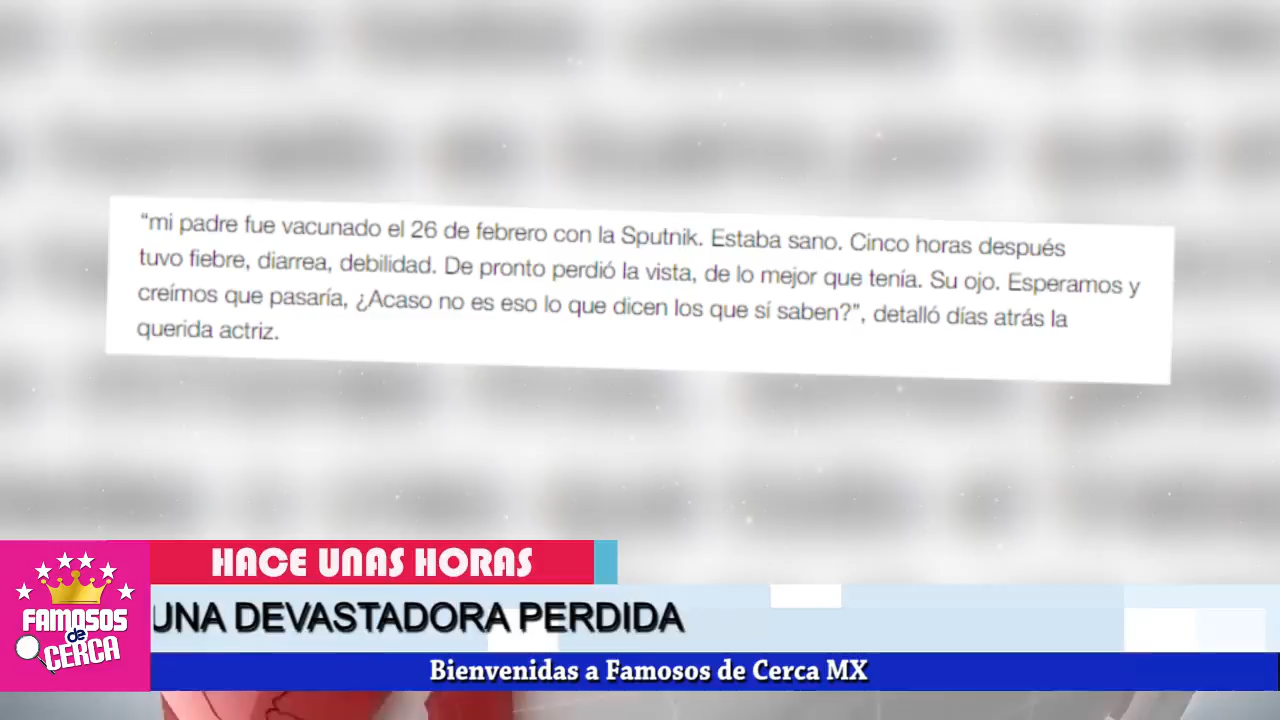 “mi padre fue vacunado el 26 de febrero con la Sputnik. Estaba sano. Cinco horas después
tuvo fiebre, diarrea, debilidad. De pronto perdió la vista, de lo mejor que tenía. Su ojo. Esperamos y
creímos que pasaría, ¿Acaso no es eso lo que dicen los que sí saben?”, detalló días atrás la
querida actriz.
HACE UNAS HORAS
UNA DEVASTADORA PERDIDA
FAMOSOS
de
CERCA
Bienvenidas a Famosos de Cerca MX